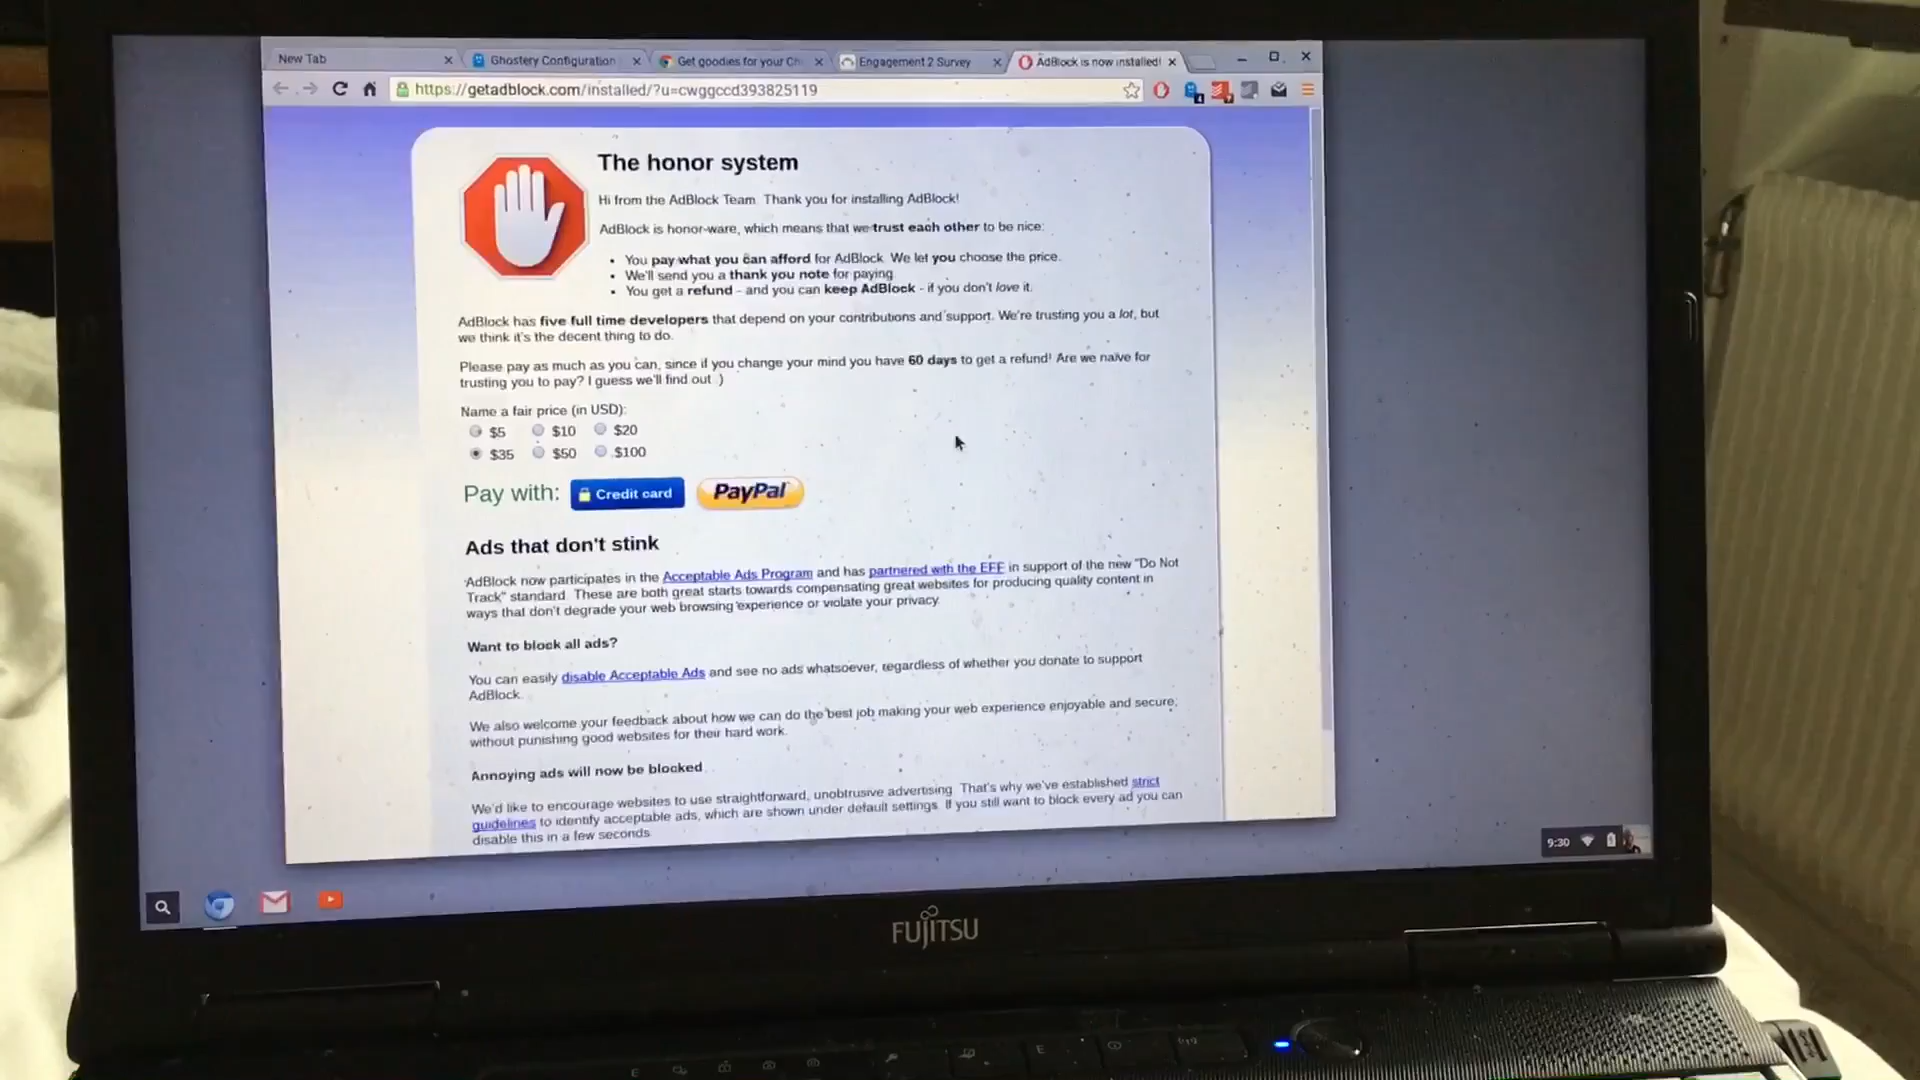 New Tab
Ghostery Configuration
Get goodies for your Ch
Engagement 2 Survey
AdBlock is now installed!
https://getadblock.com/installed/?u=cwggccd393825119
The honor system
Hi from the AdBlock Team. Thank you for installing AdBlock!
AdBlock is honor-ware, which means that we trust each other to be nice:
• You pay what you can afford for AdBlock. We let you choose the price.
• We'll send you a thank you note for paying.
• You get a refund - and you can keep AdBlock - if you don't love it.
AdBlock has five full time developers that depend on your contributions and support. We're trusting you a lot, but
we think it's the decent thing to do.
Please pay as much as you can, since if you change your mind you have 60 days to get a refund! Are we naive for
trusting you to pay? I guess we'll find out :)
Name a fair price (in USD):
$5 $10 $20
$35 $50 $100
Pay with: Credit card PayPal
Ads that don't stink
AdBlock now participates in the Acceptable Ads Program and has partnered with the EFF in support of the new "Do Not
Track" standard. These are both great starts towards compensating great websites for producing quality content in
ways that don't degrade your web browsing experience or violate your privacy.
Want to block all ads?
You can easily disable Acceptable Ads and see no ads whatsoever, regardless of whether you donate to support
AdBlock.
We also welcome your feedback about how we can do the best job making your web experience enjoyable and secure,
without punishing good websites for their hard work.
Annoying ads will now be blocked
We'd like to encourage websites to use straightforward, unobtrusive advertising. That's why we've established strict
guidelines to identify acceptable ads, which are shown under default settings. If you still want to block every ad you can
disable this in a few seconds.
9:30
FUJITSU